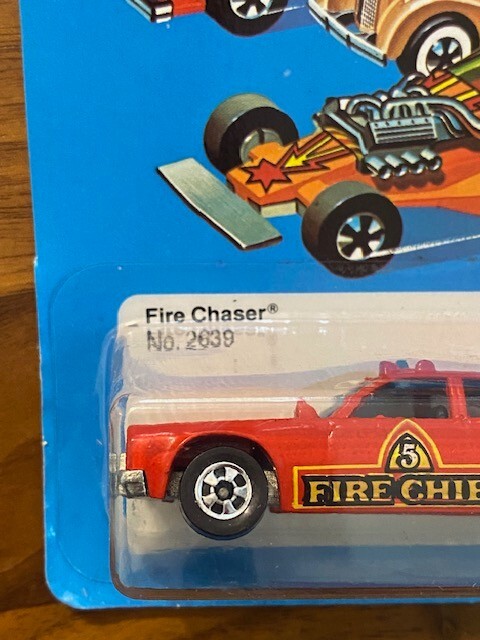 Fire Chaser®
No. 2639
5
FIRE CHIE